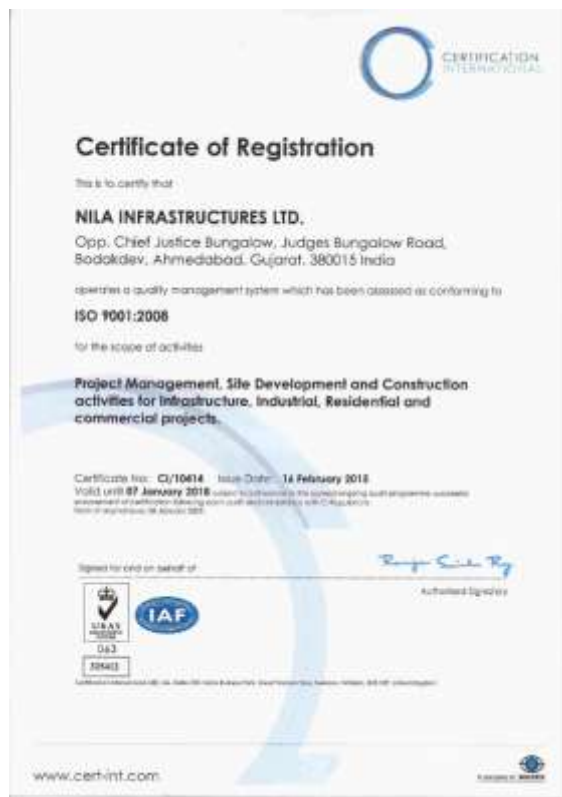 CERTIFICATION
INTERNATIONAL
Certificate of Registration
This is to certify that
NILA INFRASTRUCTURES LTD.
Opp. Chief Justice Bungalow, Judges Bungalow Road,
Bodakdev, Ahmedabad, Gujarat, 380015 India
operates a quality management system which has been assessed as conforming to
ISO 9001:2008
for the scope of activities
Project Management, Site Development and Construction
activities for Infrastructure, Industrial, Residential and
commercial projects.
Certificate No: CI/10414 Issue Date: 16 February 2015
Valid until 07 January 2018
Signed for and on behalf of
Authorised Signatory
UKAS
IAF
063
www.cert-int.com